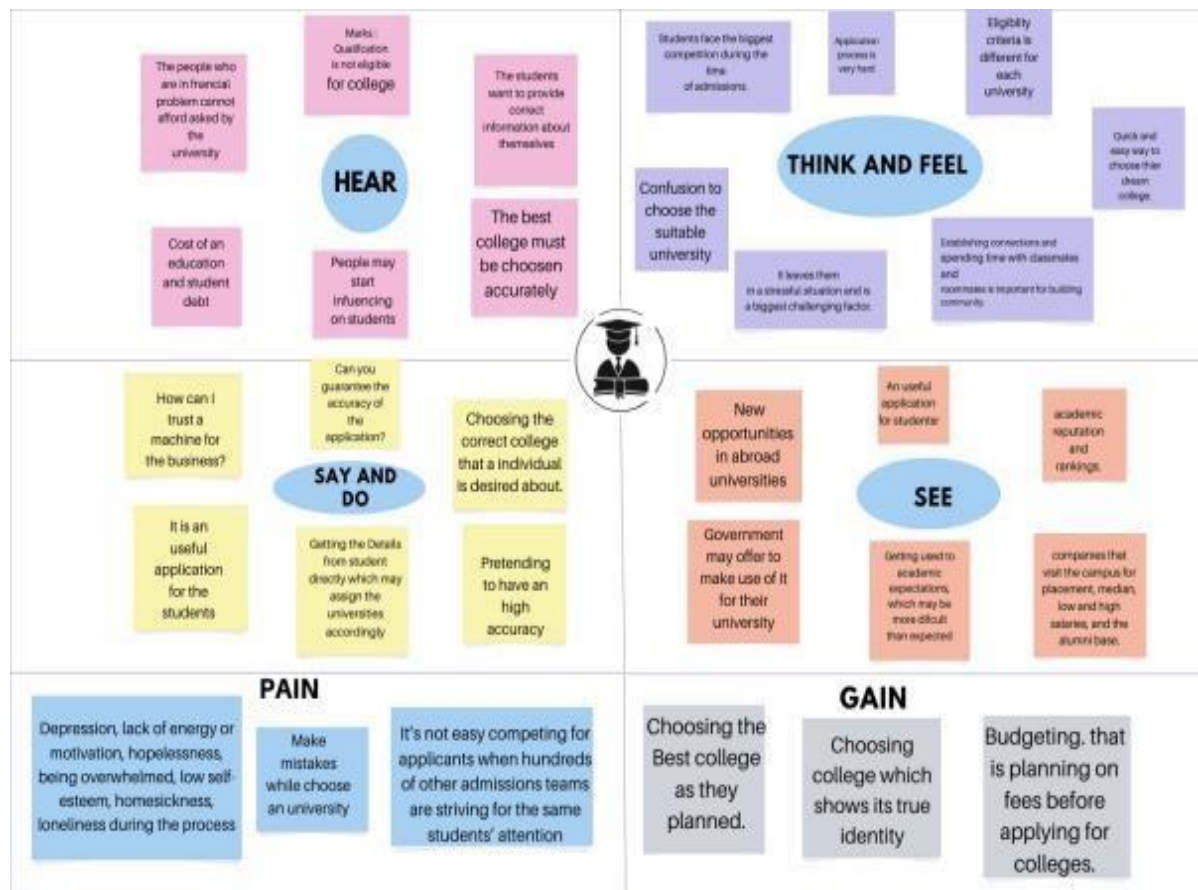 Marks :
Qualification
is not eligible
for college
The people who
are in financial
problem cannot
afford asked by
the
university
The students
want to provide
correct
information about
themselves
HEAR
Cost of an
education
and student
debt
People may
start
infuencing
on students
The best
college must
be choosen
accurately
Students face the biggest
competition during the
time
of admissions.
Application
process is
very hard
Eligiblity
criteria is
different for
each
university
THINK AND FEEL
Quick and
easy way to
choose thier
dream
college.
Confusion to
choose the
suitable
university
It leaves them
in a stressful situation and is
a biggest challenging factor.
Establishing connections and
spending time with classmates
and
roommates is important for building
community.
How can I
trust a
machine for
the business?
Can you
guarantee the
accuracy of
the
application?
Choosing the
correct college
that a individual
is desired about.
SAY AND
DO
It is an
useful
application
for the
students
Getting the Details
from student
directly which may
assign the
universities
accordingly
Pretending
to have an
high
accuracy
New
opportunities
in abroad
universities
An useful
application
for students
academic
reputation
and
rankings.
SEE
Government
may offer to
make use of it
for their
university
Getting used to
academic
expectations,
which may be
more difcult
than expected
companies that
visit the campus for
placement, median,
low and high
salaries, and the
alumni base.
PAIN
Depression, lack of energy or
motivation, hopelessness,
being overwhelmed, low self-
esteem, homesickness,
loneliness during the process
Make
mistakes
while choose
an university
It's not easy competing for
applicants when hundreds
of other admissions teams
are striving for the same
students' attention
GAIN
Choosing the
Best college
as they
planned.
Choosing
college which
shows its true
identity
Budgeting. that
is planning on
fees before
applying for
colleges.